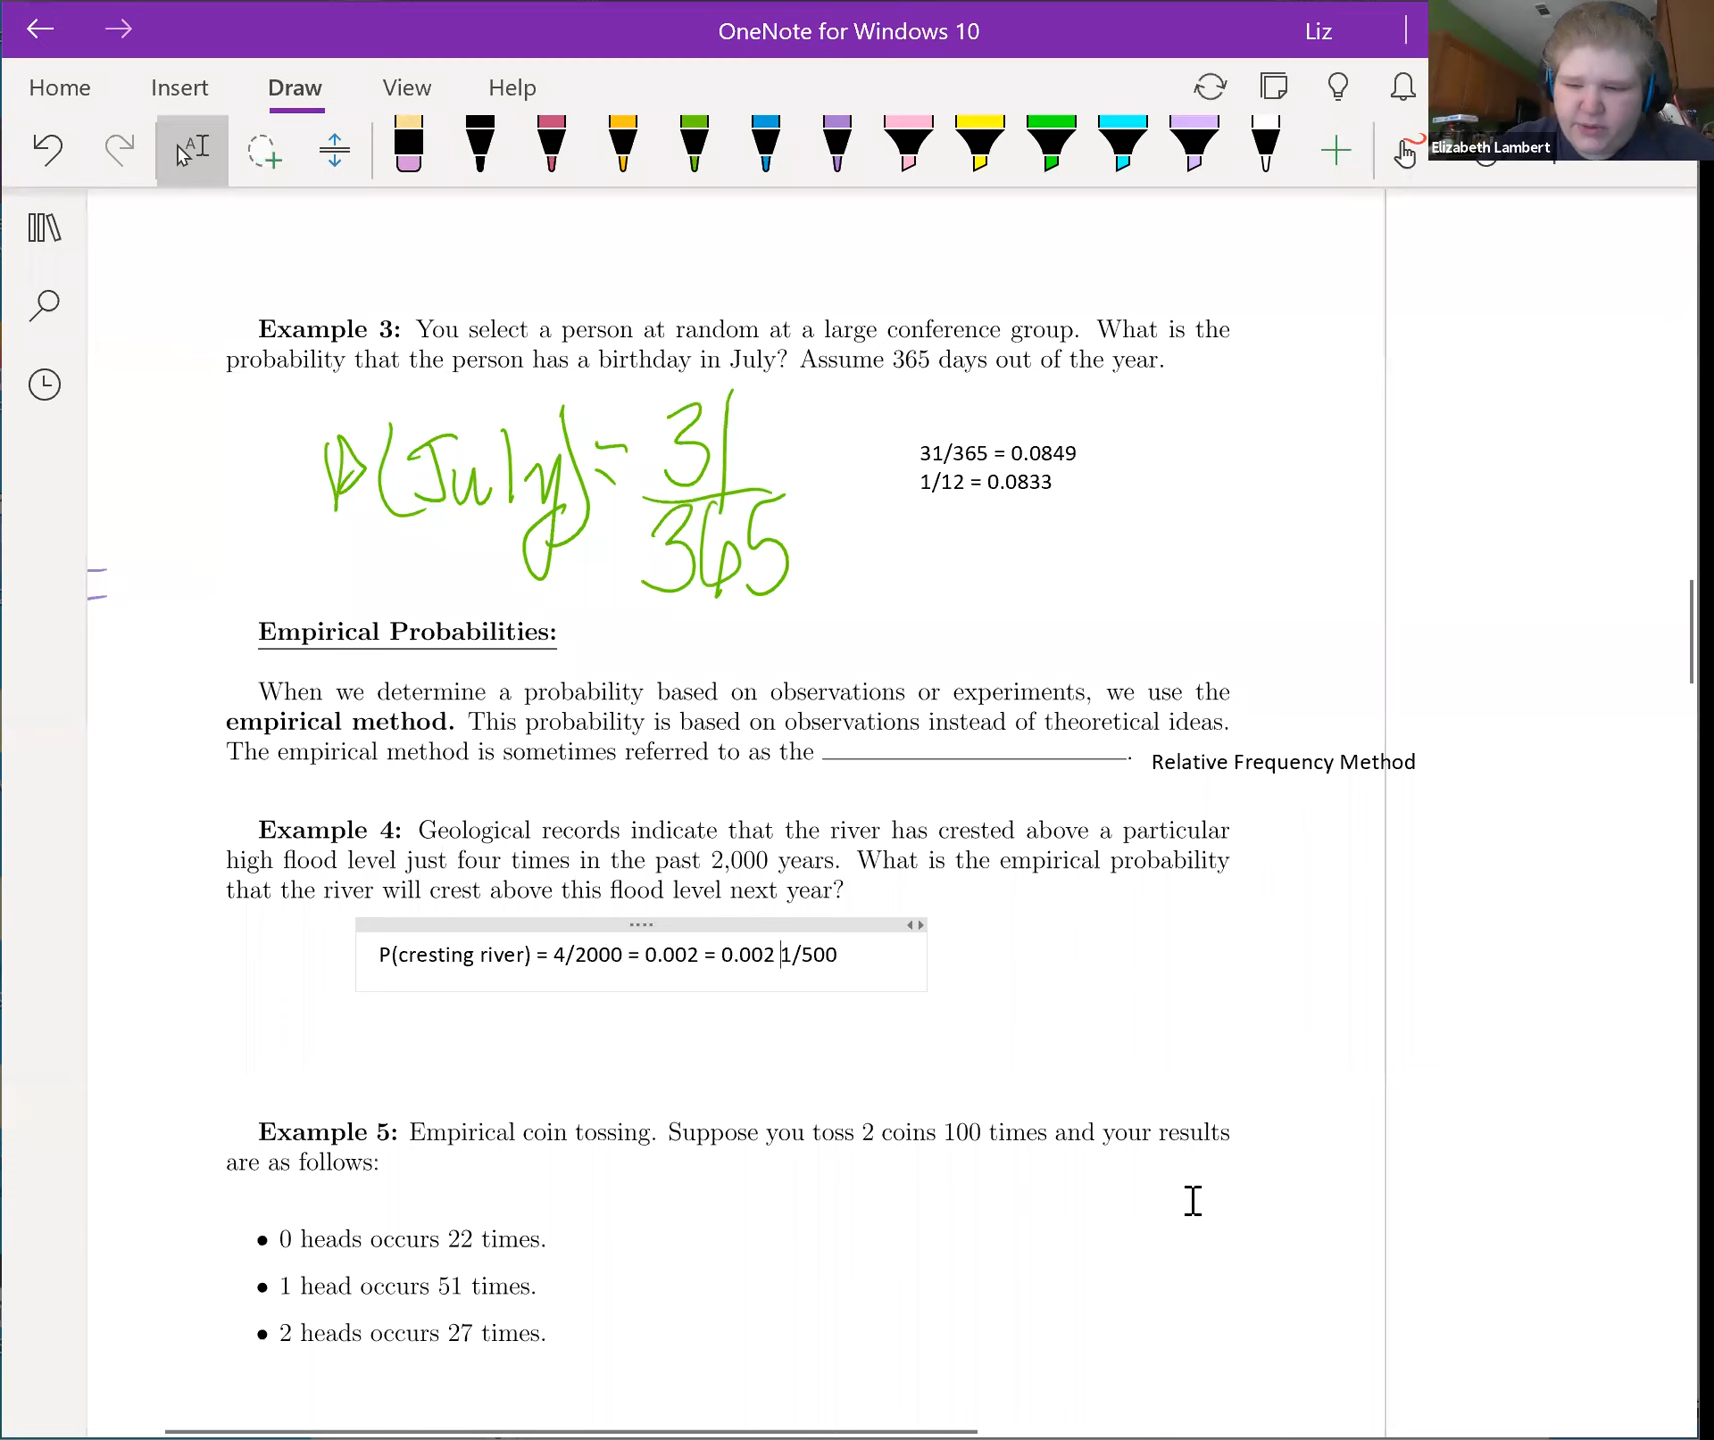 OneNote for Windows 10
Liz
Home Insert Draw View Help
Elizabeth Lambert
Example 3: You select a person at random at a large conference group. What is the
probability that the person has a birthday in July? Assume 365 days out of the year.
P(July) = 31/365
31/365 = 0.0849
1/12 = 0.0833
Empirical Probabilities:
When we determine a probability based on observations or experiments, we use the
empirical method. This probability is based on observations instead of theoretical ideas.
The empirical method is sometimes referred to as the ____________________.
Relative Frequency Method
Example 4: Geological records indicate that the river has crested above a particular
high flood level just four times in the past 2,000 years. What is the empirical probability
that the river will crest above this flood level next year?
P(cresting river) = 4/2000 = 0.002 = 0.002 1/500
Example 5: Empirical coin tossing. Suppose you toss 2 coins 100 times and your results
are as follows:
• 0 heads occurs 22 times.
• 1 head occurs 51 times.
• 2 heads occurs 27 times.